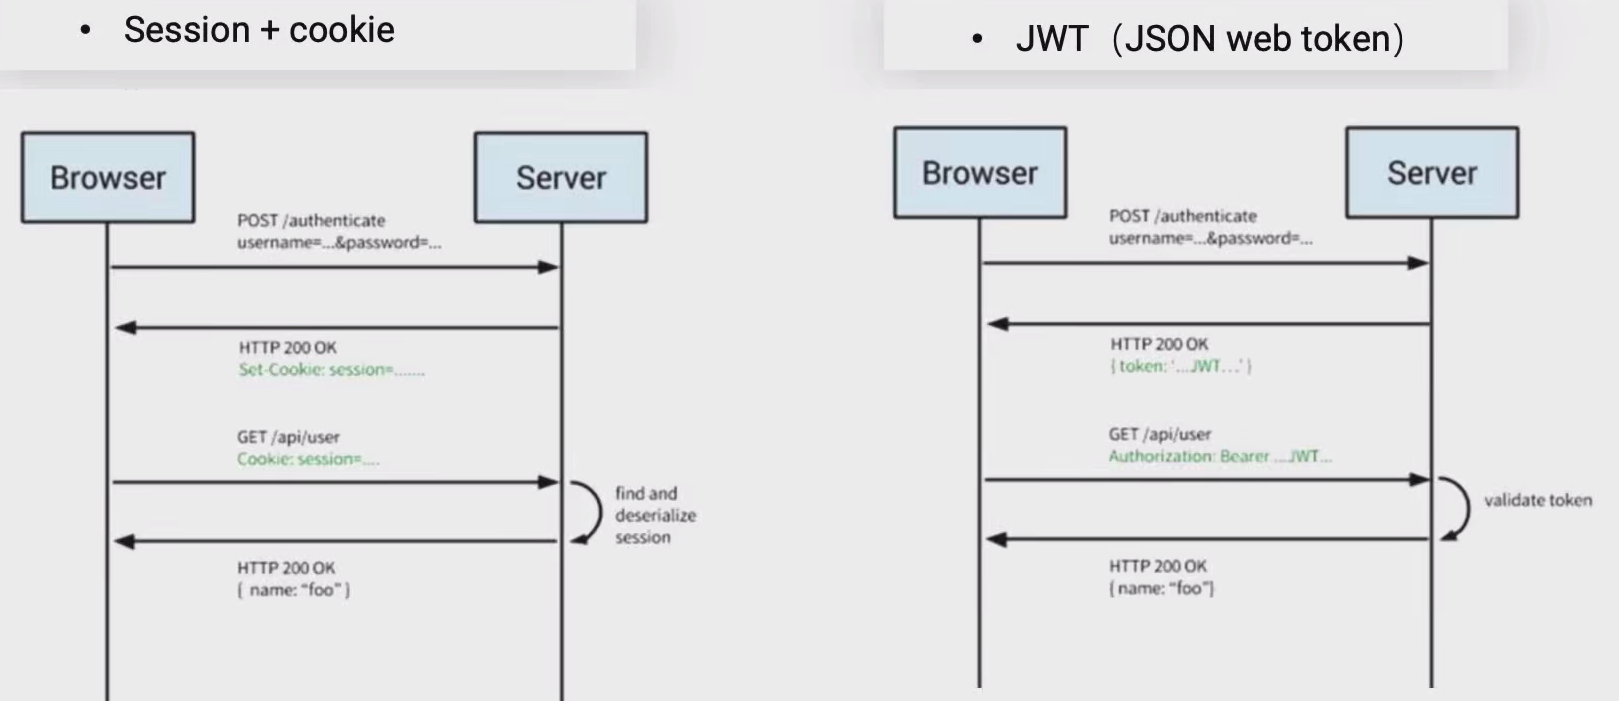 • Session + cookie
Browser
Server
POST /authenticate
username=...&password=...
HTTP 200 OK
Set-Cookie: session=.......
GET /api/user
Cookie: session=....
find and
deserialize
session
HTTP 200 OK
{ name: “foo” }
• JWT（JSON web token）
Browser
Server
POST /authenticate
username=...&password=...
HTTP 200 OK
{ token: ‘...JWT...’ }
GET /api/user
Authorization: Bearer ....JWT...
validate token
HTTP 200 OK
{ name: “foo”}